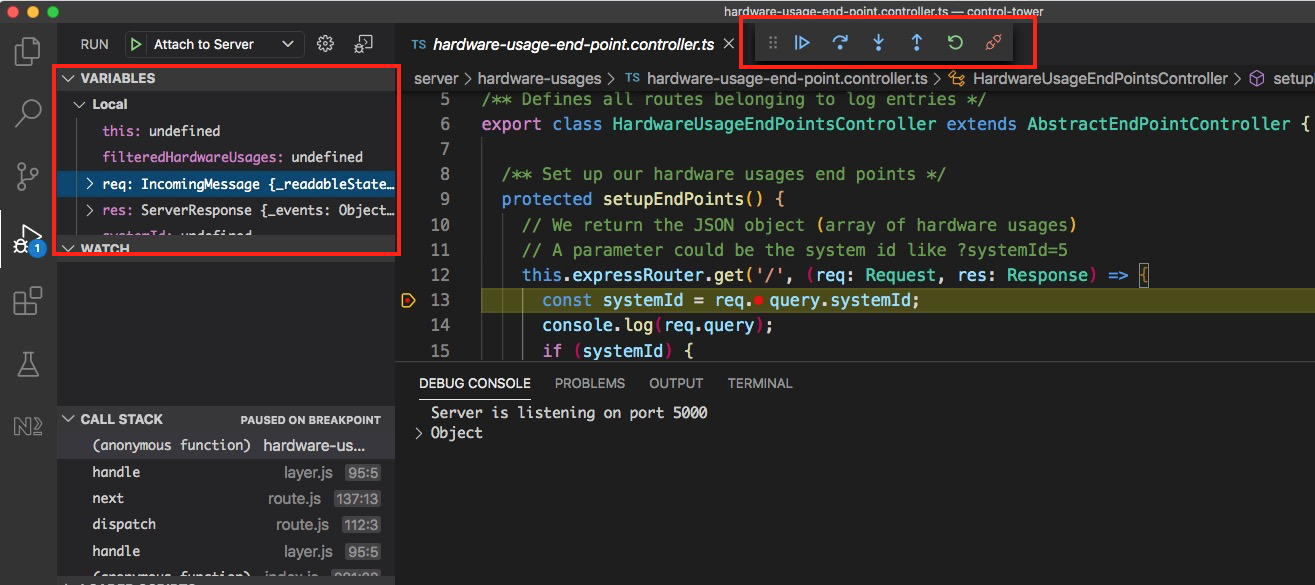 hardware-usage-end-point.controller.ts — control-tower
RUN Attach to Server
TS hardware-usage-end-point.controller.ts
server > hardware-usages > TS hardware-usage-end-point.controller.ts > HardwareUsageEndPointsController > setup
VARIABLES
Local
this: undefined
filteredHardwareUsages: undefined
req: IncomingMessage {_readableState…
res: ServerResponse {_events: Object…
systemId: undefined
WATCH
1
5 /** Defines all routes belonging to log entries */
6 export class HardwareUsageEndPointsController extends AbstractEndPointController {
7
8 /** Set up our hardware usages end points */
9 protected setupEndPoints() {
10 // We return the JSON object (array of hardware usages)
11 // A parameter could be the system id like ?systemId=5
12 this.expressRouter.get('/', (req: Request, res: Response) => {
13 const systemId = req. query.systemId;
14 console.log(req.query);
15 if (systemId) {
CALL STACK PAUSED ON BREAKPOINT
(anonymous function) hardware-us...
handle layer.js 95:5
next route.js 137:13
dispatch route.js 112:3
handle layer.js 95:5
(anonymous function) index.js
LOADED SCRIPTS
DEBUG CONSOLE PROBLEMS OUTPUT TERMINAL
Server is listening on port 5000
> Object